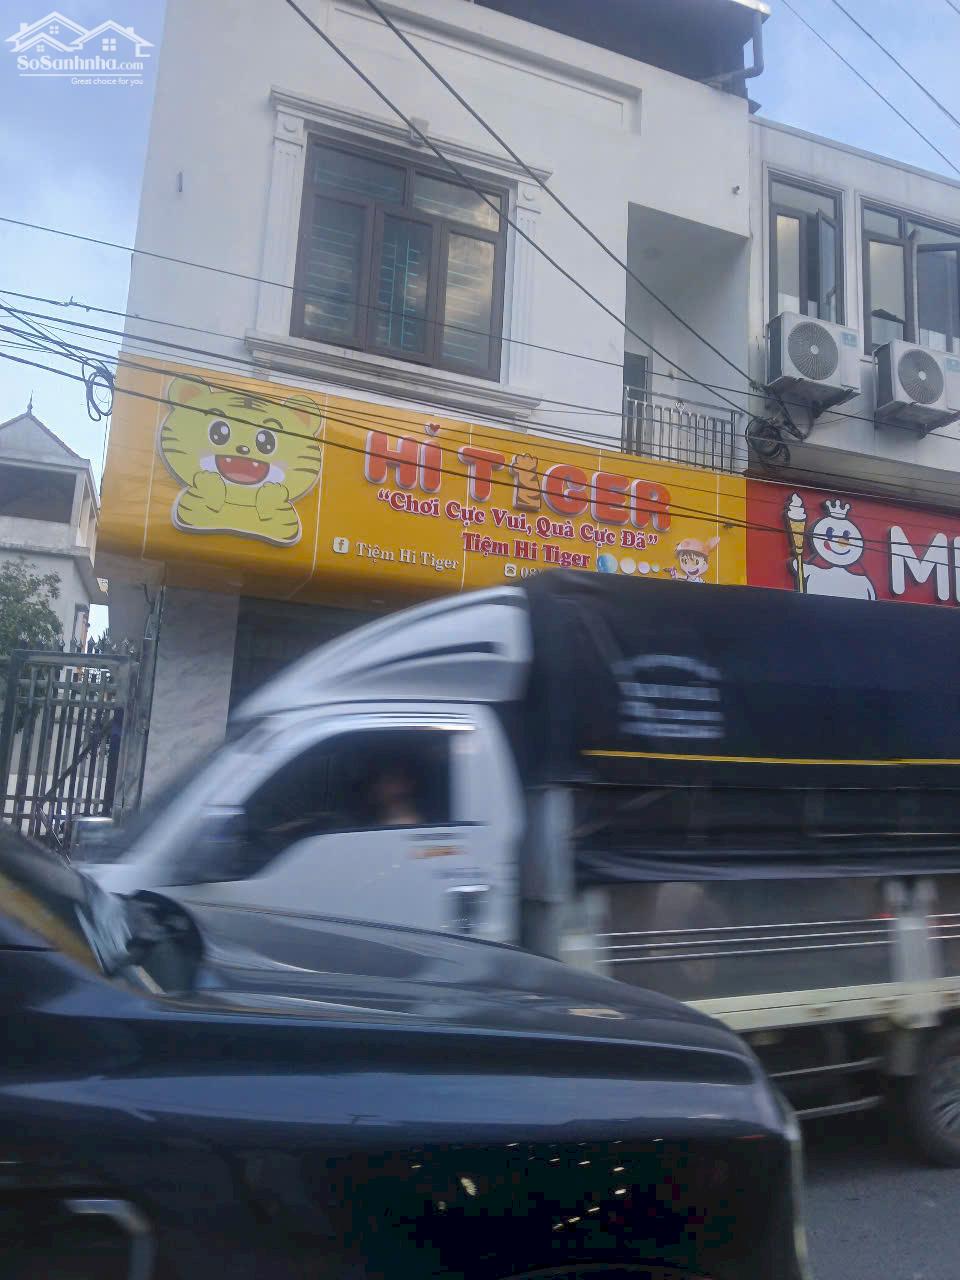 SoSanhnha.com
Great choice for you
Hi TIGER
“Chơi Cực Vui, Quà Cực Đã”
Tiệm Hi Tiger
f Tiệm Hi Tiger